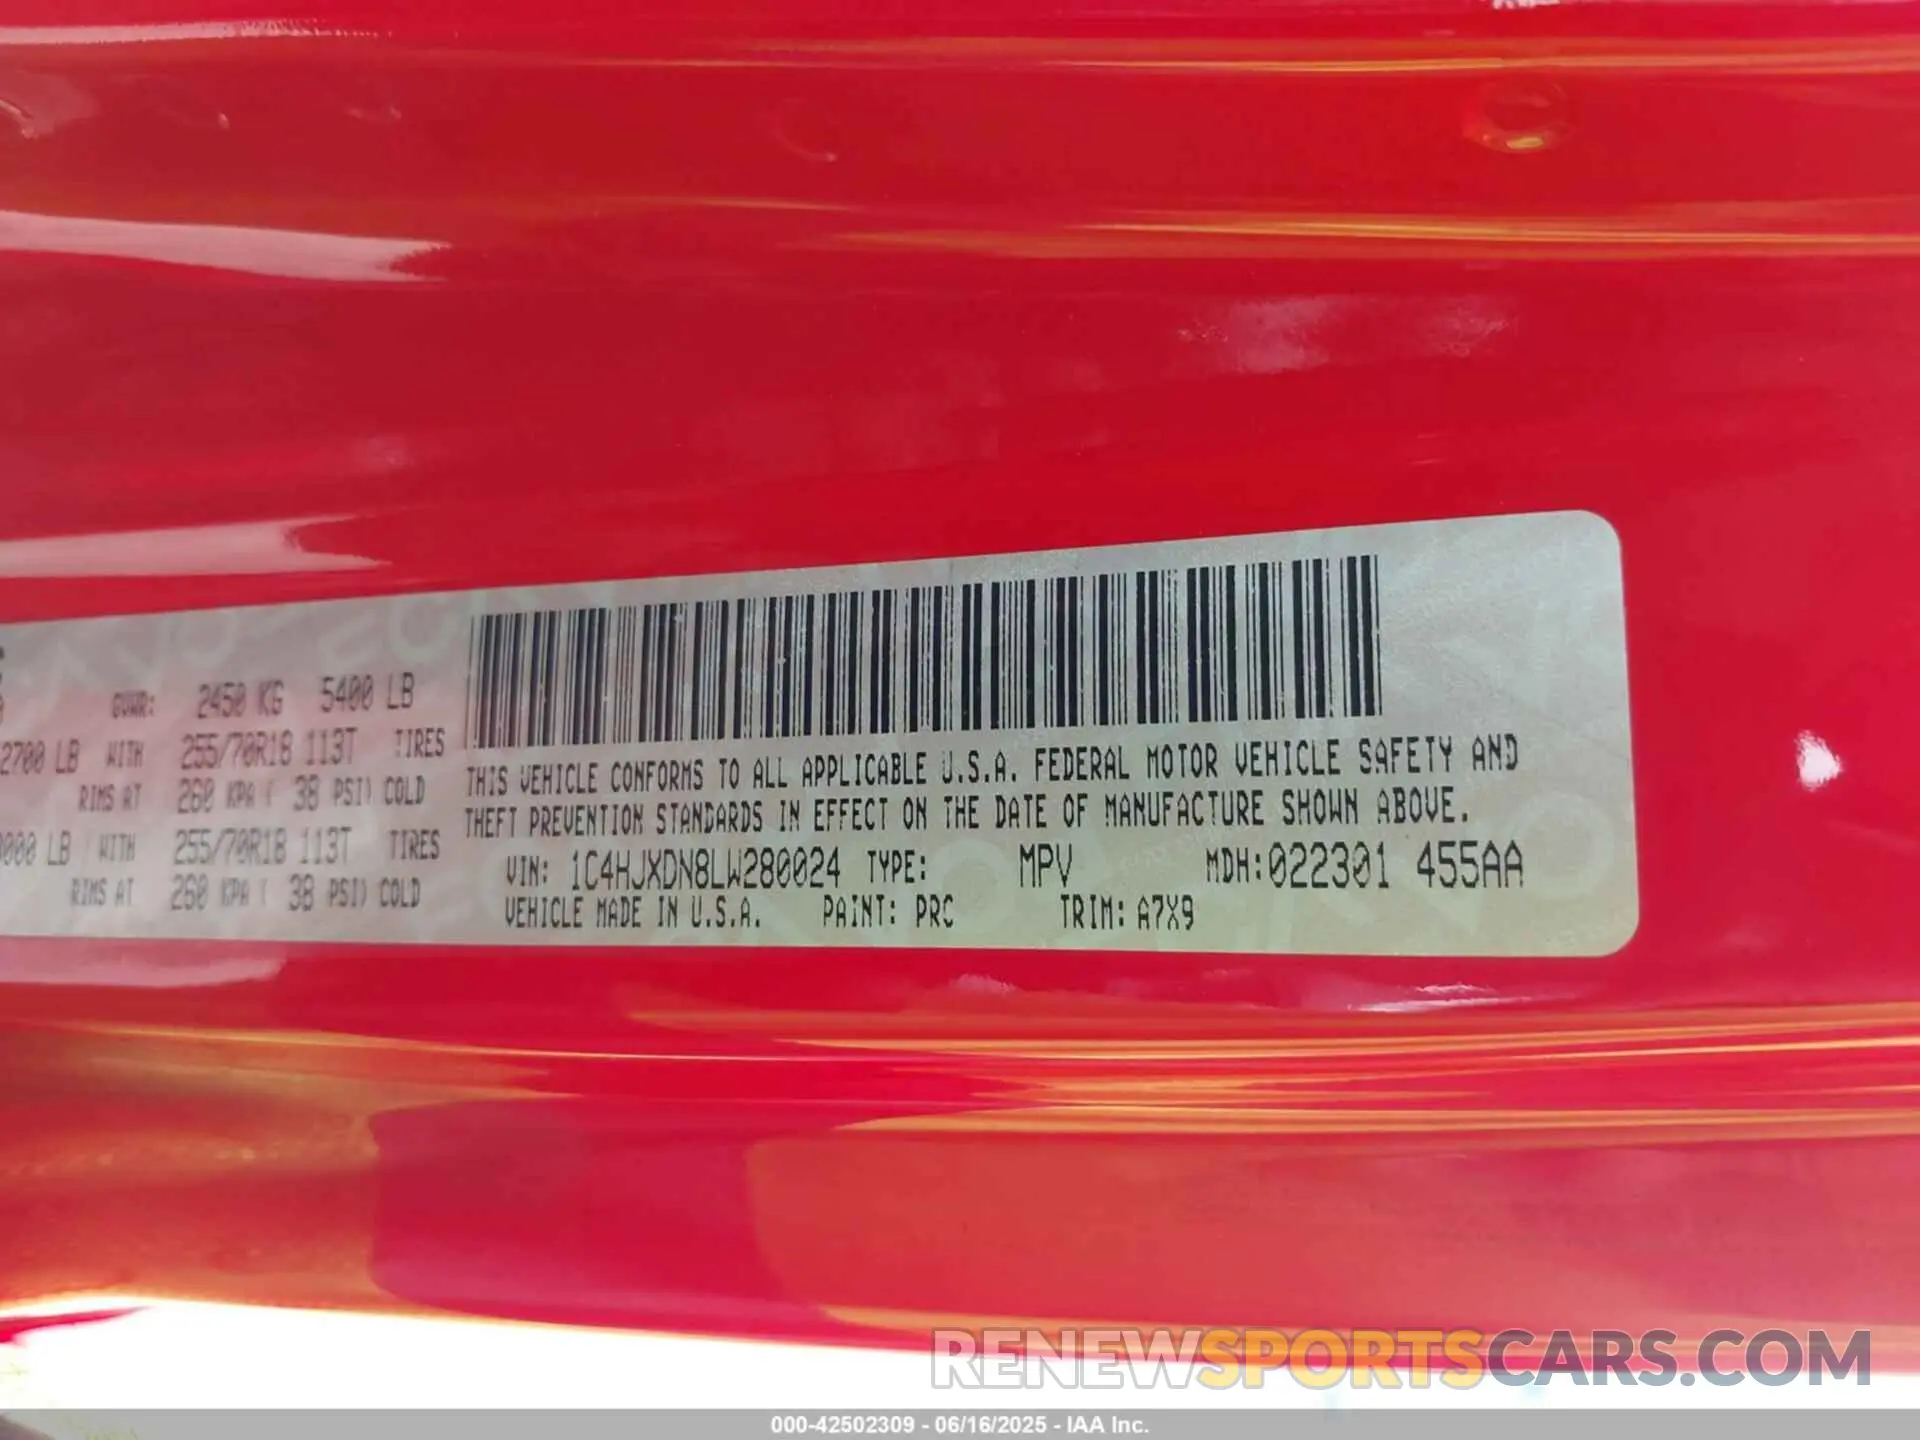 GVWR: 2450 KG 5400 LB
2700 LB WITH 255/70R18 113T TIRES
RIMS AT 260 KPA ( 38 PSI) COLD
000 LB WITH 255/70R18 113T TIRES
RIMS AT 260 KPA ( 38 PSI) COLD
THIS VEHICLE CONFORMS TO ALL APPLICABLE U.S.A. FEDERAL MOTOR VEHICLE SAFETY AND
THEFT PREVENTION STANDARDS IN EFFECT ON THE DATE OF MANUFACTURE SHOWN ABOVE.
VIN: 1C4HJXDN8LW280024 TYPE: MPV MDH:022301 455AA
VEHICLE MADE IN U.S.A. PAINT: PRC TRIM: A7X9
RENEWSPORTSCARS.COM
000-42502309 - 06/16/2025 - IAA Inc.